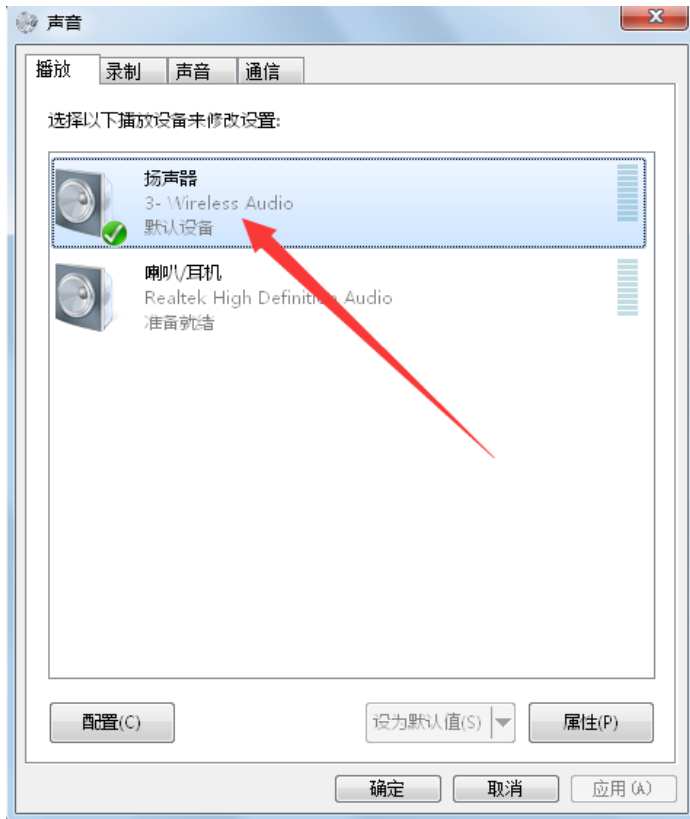 声音
播放 录制 声音 通信
选择以下播放设备来修改设置:
扬声器
3- Wireless Audio
默认设备
喇叭/耳机
Realtek High Definition Audio
准备就绪
配置(C) 设为默认值(S) 属性(P)
确定 取消 应用(A)